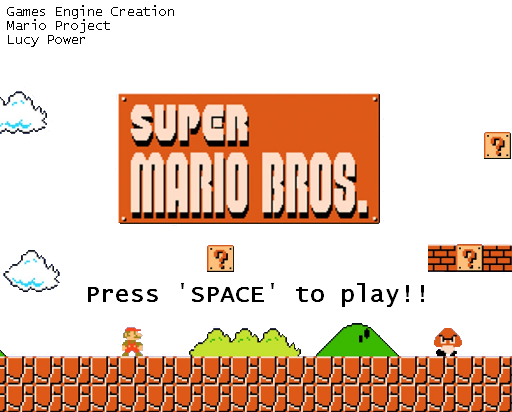 Games Engine Creation
Mario Project
Lucy Power
SUPER
MARIO BROS.
?
?
?
Press 'SPACE' to play!!